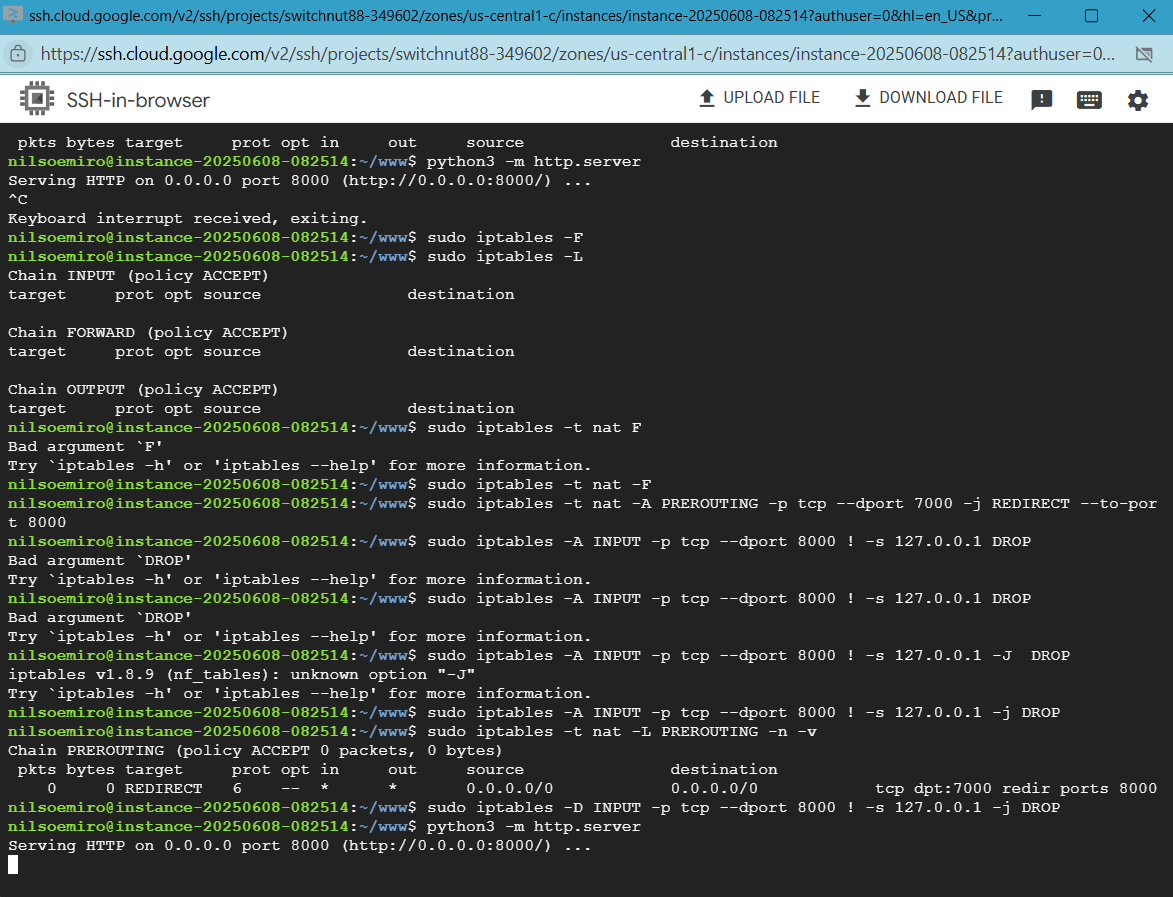 ssh.cloud.google.com/v2/ssh/projects/switchnut88-349602/zones/us-central1-c/instances/instance-20250608-082514?authuser=0&hl=en_US&pr...
https://ssh.cloud.google.com/v2/ssh/projects/switchnut88-349602/zones/us-central1-c/instances/instance-20250608-082514?authuser=0...
SSH-in-browser UPLOAD FILE DOWNLOAD FILE
pkts bytes target prot opt in out source destination
nilsoemiro@instance-20250608-082514:~/www$ python3 -m http.server
Serving HTTP on 0.0.0.0 port 8000 (http://0.0.0.0:8000/) ...
^C
Keyboard interrupt received, exiting.
nilsoemiro@instance-20250608-082514:~/www$ sudo iptables -F
nilsoemiro@instance-20250608-082514:~/www$ sudo iptables -L
Chain INPUT (policy ACCEPT)
target prot opt source destination
Chain FORWARD (policy ACCEPT)
target prot opt source destination
Chain OUTPUT (policy ACCEPT)
target prot opt source destination
nilsoemiro@instance-20250608-082514:~/www$ sudo iptables -t nat F
Bad argument `F'
Try `iptables -h' or 'iptables --help' for more information.
nilsoemiro@instance-20250608-082514:~/www$ sudo iptables -t nat -F
nilsoemiro@instance-20250608-082514:~/www$ sudo iptables -t nat -A PREROUTING -p tcp --dport 7000 -j REDIRECT --to-por
t 8000
nilsoemiro@instance-20250608-082514:~/www$ sudo iptables -A INPUT -p tcp --dport 8000 ! -s 127.0.0.1 DROP
Bad argument `DROP'
Try `iptables -h' or 'iptables --help' for more information.
nilsoemiro@instance-20250608-082514:~/www$ sudo iptables -A INPUT -p tcp --dport 8000 ! -s 127.0.0.1 DROP
Bad argument `DROP'
Try `iptables -h' or 'iptables --help' for more information.
nilsoemiro@instance-20250608-082514:~/www$ sudo iptables -A INPUT -p tcp --dport 8000 ! -s 127.0.0.1 -J  DROP
iptables v1.8.9 (nf_tables): unknown option "-J"
Try `iptables -h' or 'iptables --help' for more information.
nilsoemiro@instance-20250608-082514:~/www$ sudo iptables -A INPUT -p tcp --dport 8000 ! -s 127.0.0.1 -j DROP
nilsoemiro@instance-20250608-082514:~/www$ sudo iptables -t nat -L PREROUTING -n -v
Chain PREROUTING (policy ACCEPT 0 packets, 0 bytes)
pkts bytes target prot opt in out source destination
0 0 REDIRECT 6 -- * * 0.0.0.0/0 0.0.0.0/0 tcp dpt:7000 redir ports 8000
nilsoemiro@instance-20250608-082514:~/www$ sudo iptables -D INPUT -p tcp --dport 8000 ! -s 127.0.0.1 -j DROP
nilsoemiro@instance-20250608-082514:~/www$ python3 -m http.server
Serving HTTP on 0.0.0.0 port 8000 (http://0.0.0.0:8000/) ...